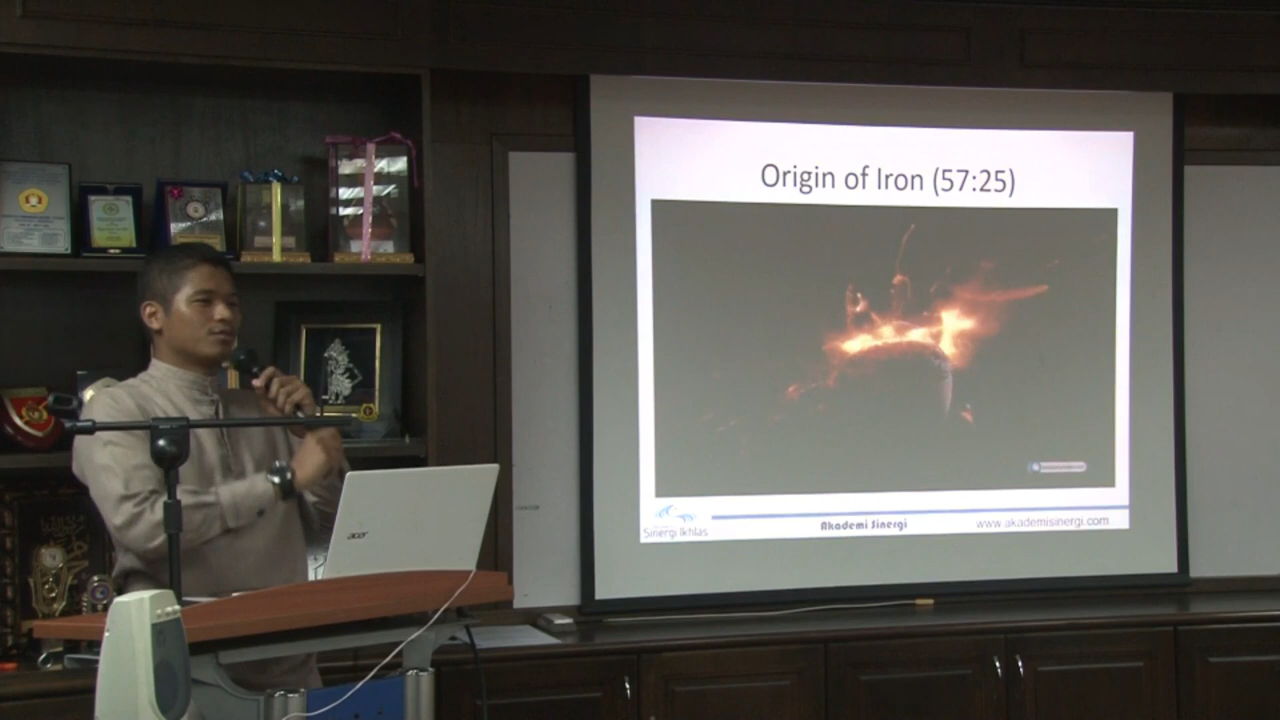 Origin of Iron (57:25)
Sinergi Ikhlas
Akademi Sinergi
www.akademisinergi.com
acer